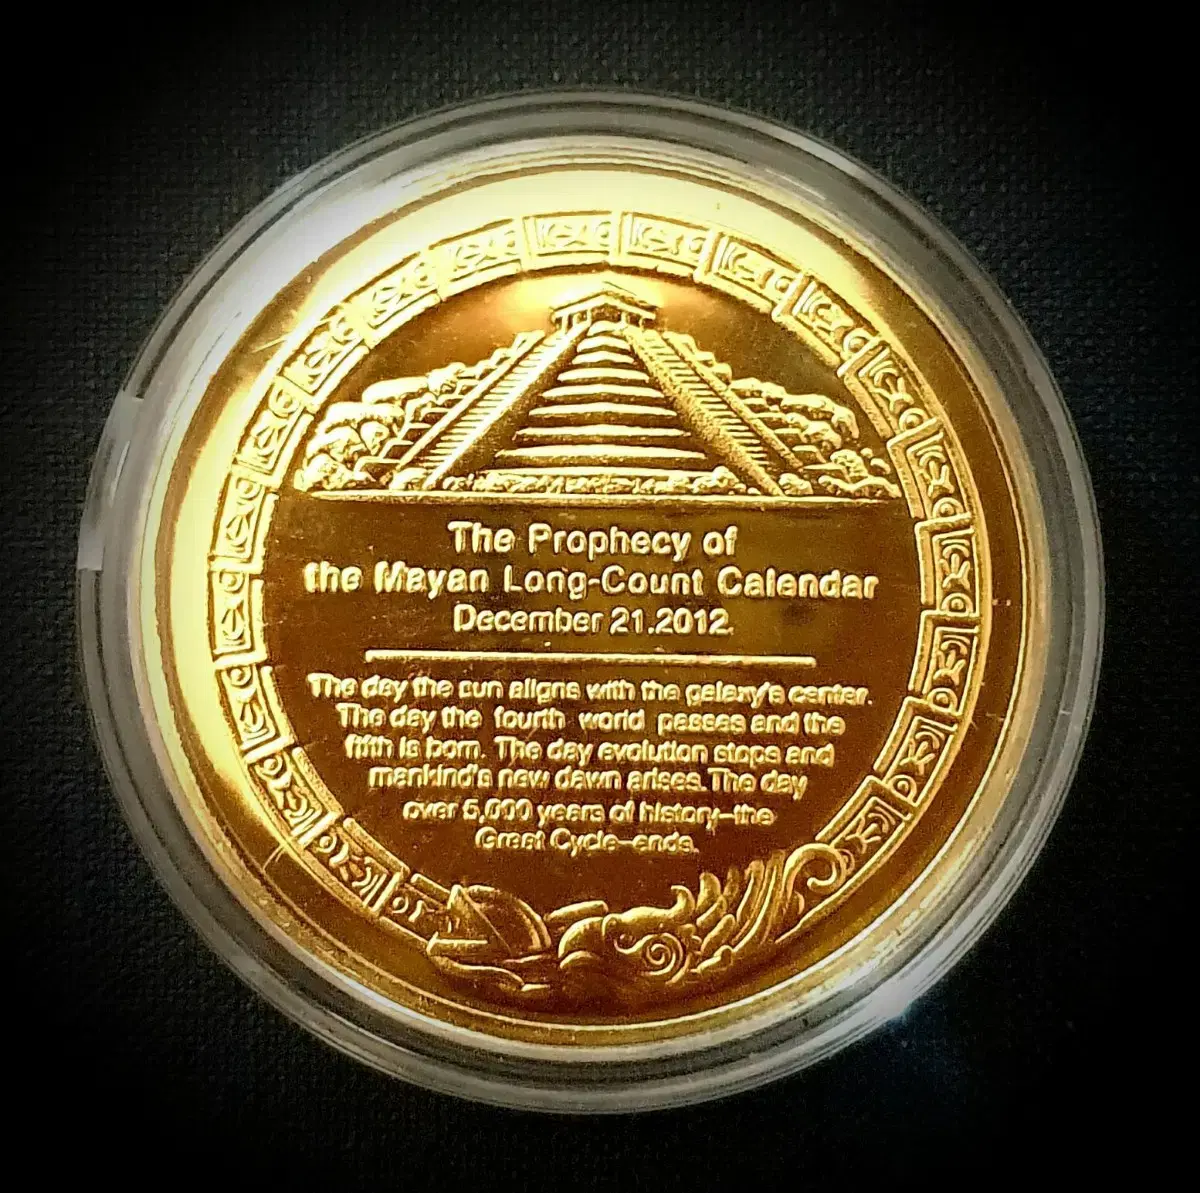 The Prophecy of
the Mayan Long-Count Calendar
December 21.2012.
The day the sun aligns with the galaxy's center.
The day the fourth world passes and the
fifth is born. The day evolution stops and
mankind's new dawn arises. The day
over 5,000 years of history—the
Great Cycle—ends.